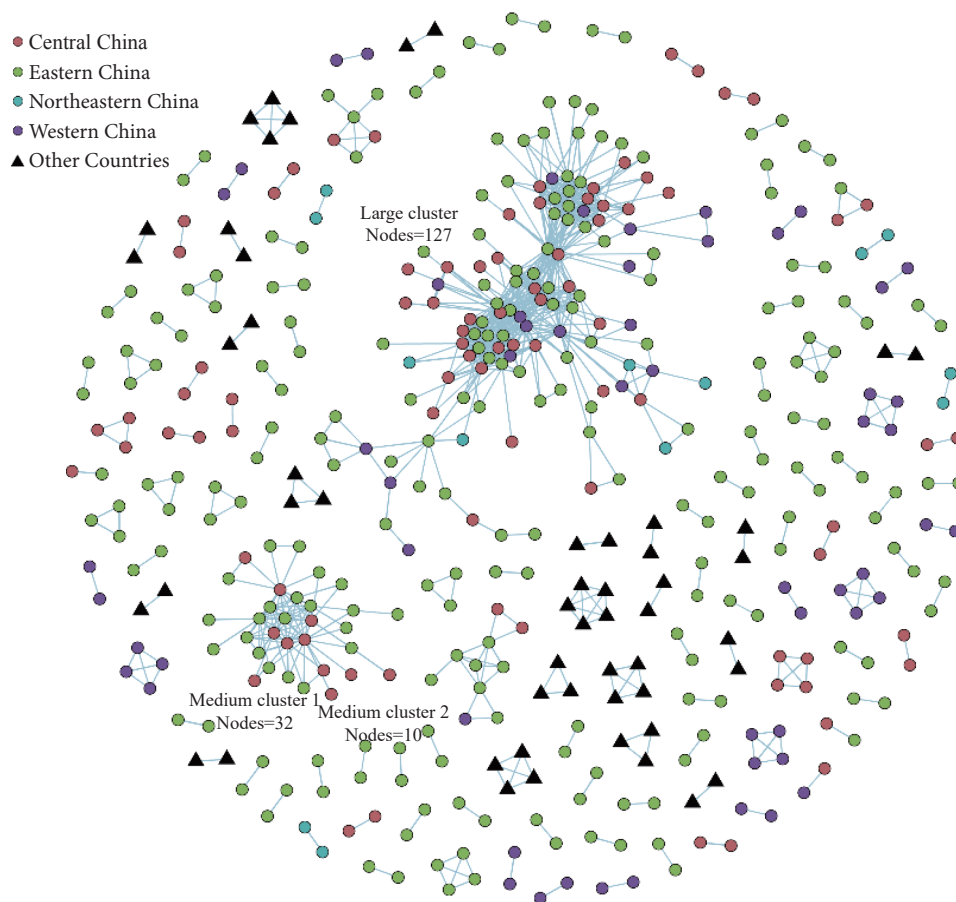 Central China
Eastern China
Northeastern China
Western China
Other Countries
Large cluster
Nodes=127
Medium cluster 1
Nodes=32
Medium cluster 2
Nodes=10